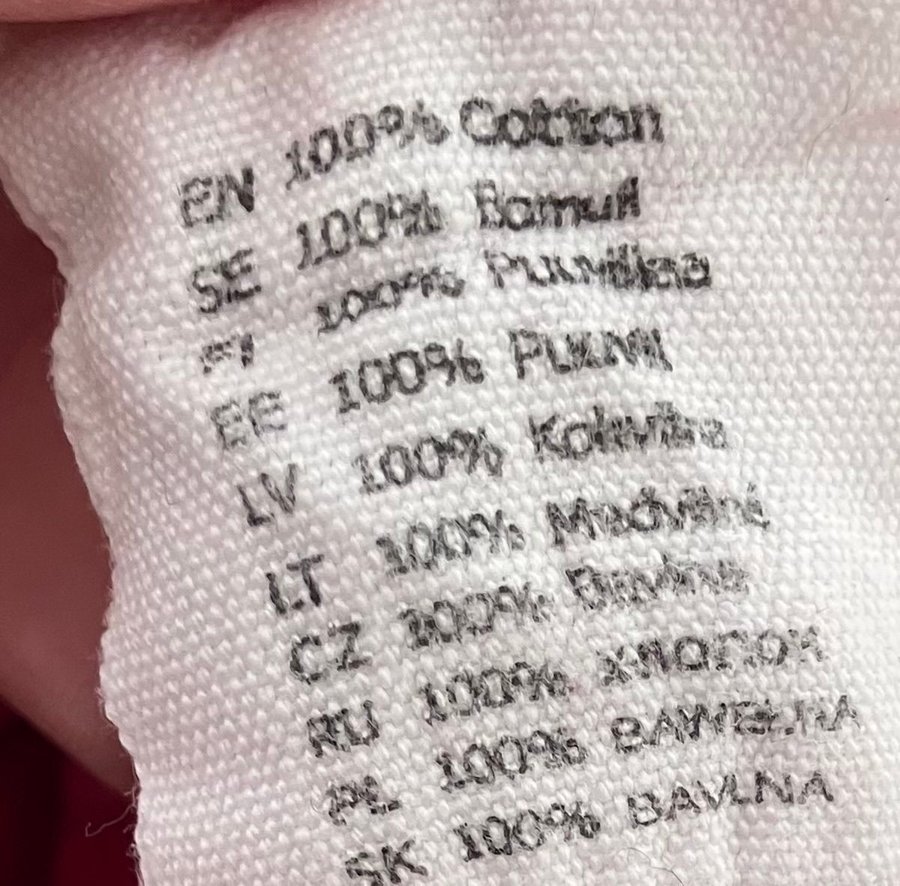 EN 100% Cotton
SE 100% Bomull
FI 100% Puuvillaa
EE 100% Puuvill
LV 100% Kokvilna
LT 100% Medvilnė
CZ 100% Bavlna
RU 100% хлопок
PL 100% BAWEŁNA
SK 100% BAVLNA